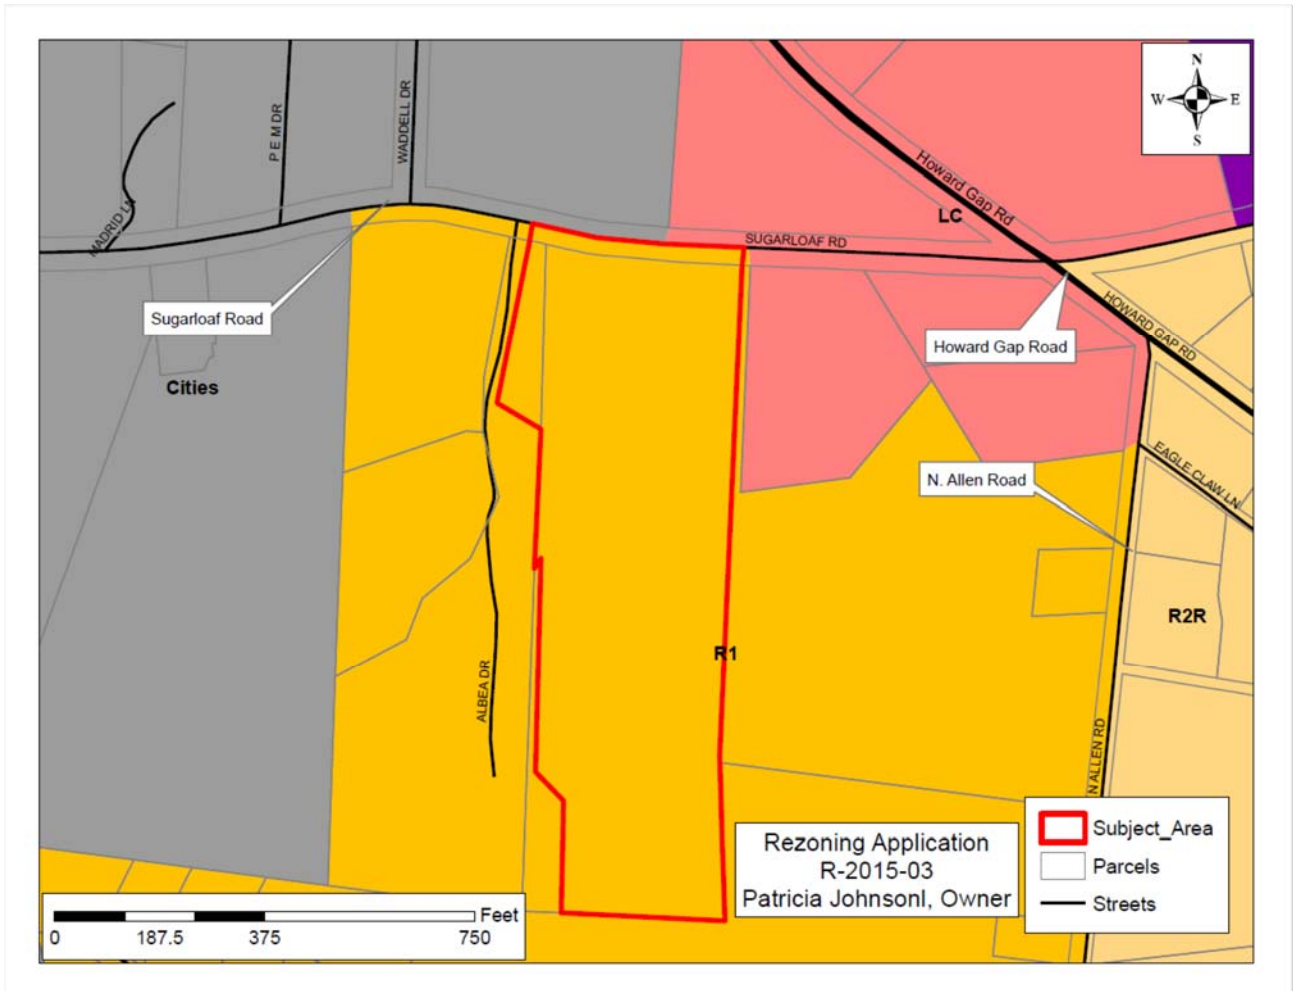 N
W E
S
P E M DR
WADDELL DR
MADRID LN
Howard Gap Rd
LC
SUGARLOAF RD
Sugarloaf Road
Howard Gap Road
HOWARD GAP RD
Cities
EAGLE CLAW LN
N. Allen Road
R2R
R1
ALBEA DR
N ALLEN RD
Rezoning Application
R-2015-03
Patricia Johnsonl, Owner
Subject_Area
Parcels
Streets
Feet
0 187.5 375 750